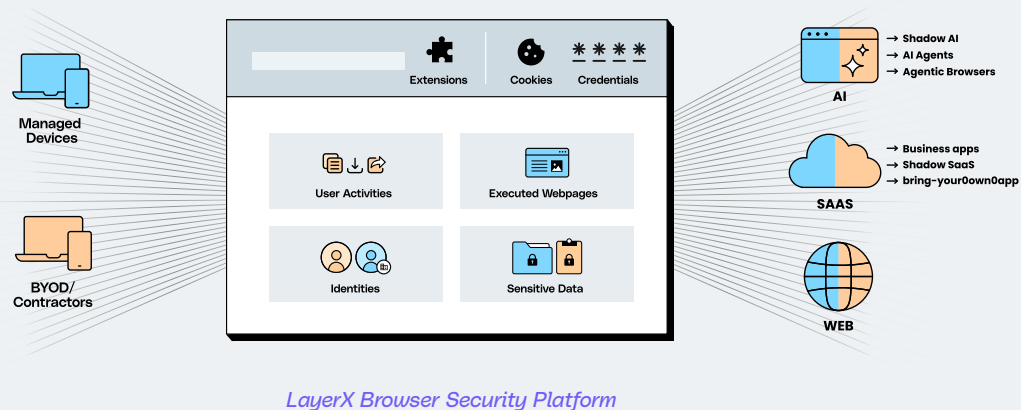 Managed
Devices
BYOD/
Contractors
Extensions
Cookies
Credentials
User Activities
Executed Webpages
Identities
Sensitive Data
→ Shadow AI
→ AI Agents
→ Agentic Browsers
AI
→ Business apps
→ Shadow SaaS
→ bring-your0own0app
SAAS
WEB
LayerX Browser Security Platform